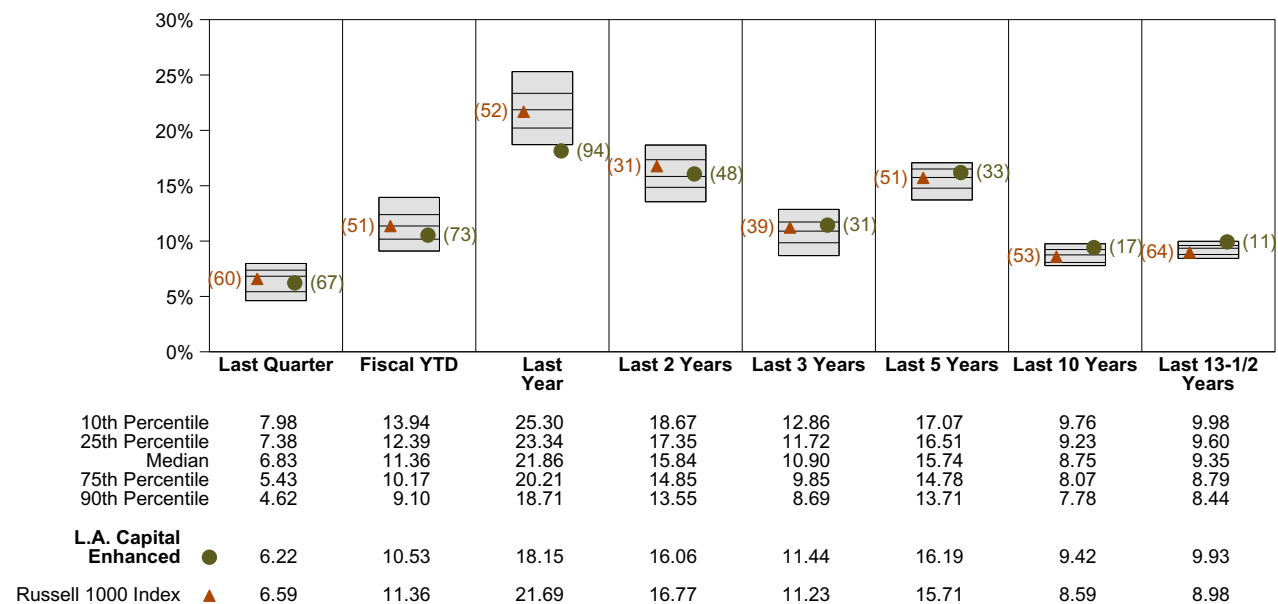 30%
25%
20%
15%
10%
5%
0%
(60) (67)
(51) (73)
(52) (94)
(31) (48)
(39) (31)
(51) (33)
(53) (17)
(64) (11)
Last Quarter Fiscal YTD Last Year Last 2 Years Last 3 Years Last 5 Years Last 10 Years Last 13-1/2 Years
10th Percentile 7.98 13.94 25.30 18.67 12.86 17.07 9.76 9.98
25th Percentile 7.38 12.39 23.34 17.35 11.72 16.51 9.23 9.60
Median 6.83 11.36 21.86 15.84 10.90 15.74 8.75 9.35
75th Percentile 5.43 10.17 20.21 14.85 9.85 14.78 8.07 8.79
90th Percentile 4.62 9.10 18.71 13.55 8.69 13.71 7.78 8.44
L.A. Capital
Enhanced 6.22 10.53 18.15 16.06 11.44 16.19 9.42 9.93
Russell 1000 Index 6.59 11.36 21.69 16.77 11.23 15.71 8.59 8.98